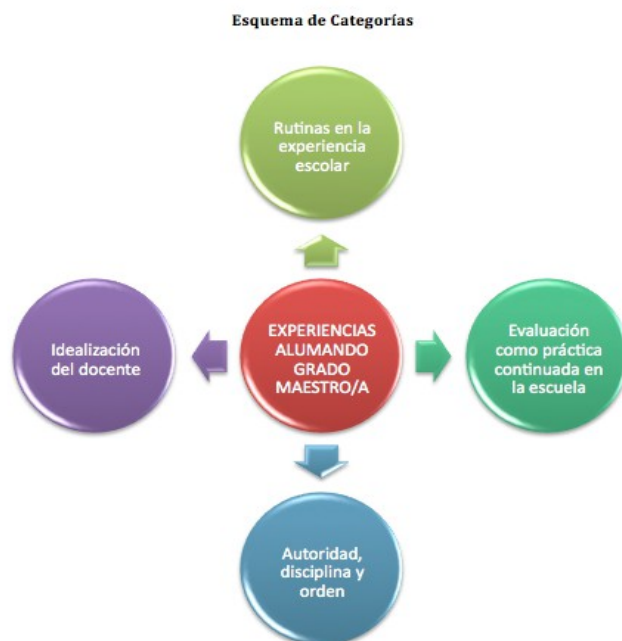 Esquema de Categorías
Rutinas en la
experiencia
escolar
Idealización
del docente
EXPERIENCIAS
ALUMANDO
GRADO
MAESTRO/A
Evaluación
como práctica
continuada en
la escuela
Autoridad,
disciplina y
orden